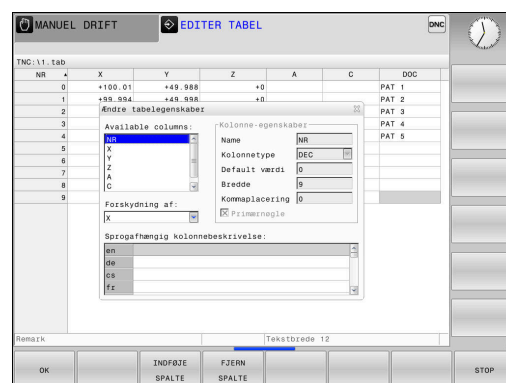 MANUEL DRIFT
EDITER TABEL
DNC
TNC:\1.tab
NR X Y Z A C DOC
0 +100.01 +49.988 +0 PAT 1
1 +99.994 +49.998 +0 PAT 2
2 PAT 3
3 PAT 4
4 PAT 5
5
6
7
8
9
Ændre tabelegenskaber
Available columns:
NR
X
Y
Z
A
C
Forskydning af:
X
Kolonne-egenskaber
Name NR
Kolonnetype DEC
Default værdi 0
Bredde 9
Kommaplacering 0
Primærnøgle
Sprogafhængig kolonnebeskrivelse:
en
de
cs
fr
Remark
Tekstbrede 12
OK
INDFØJE SPALTE
FJERN SPALTE
STOP